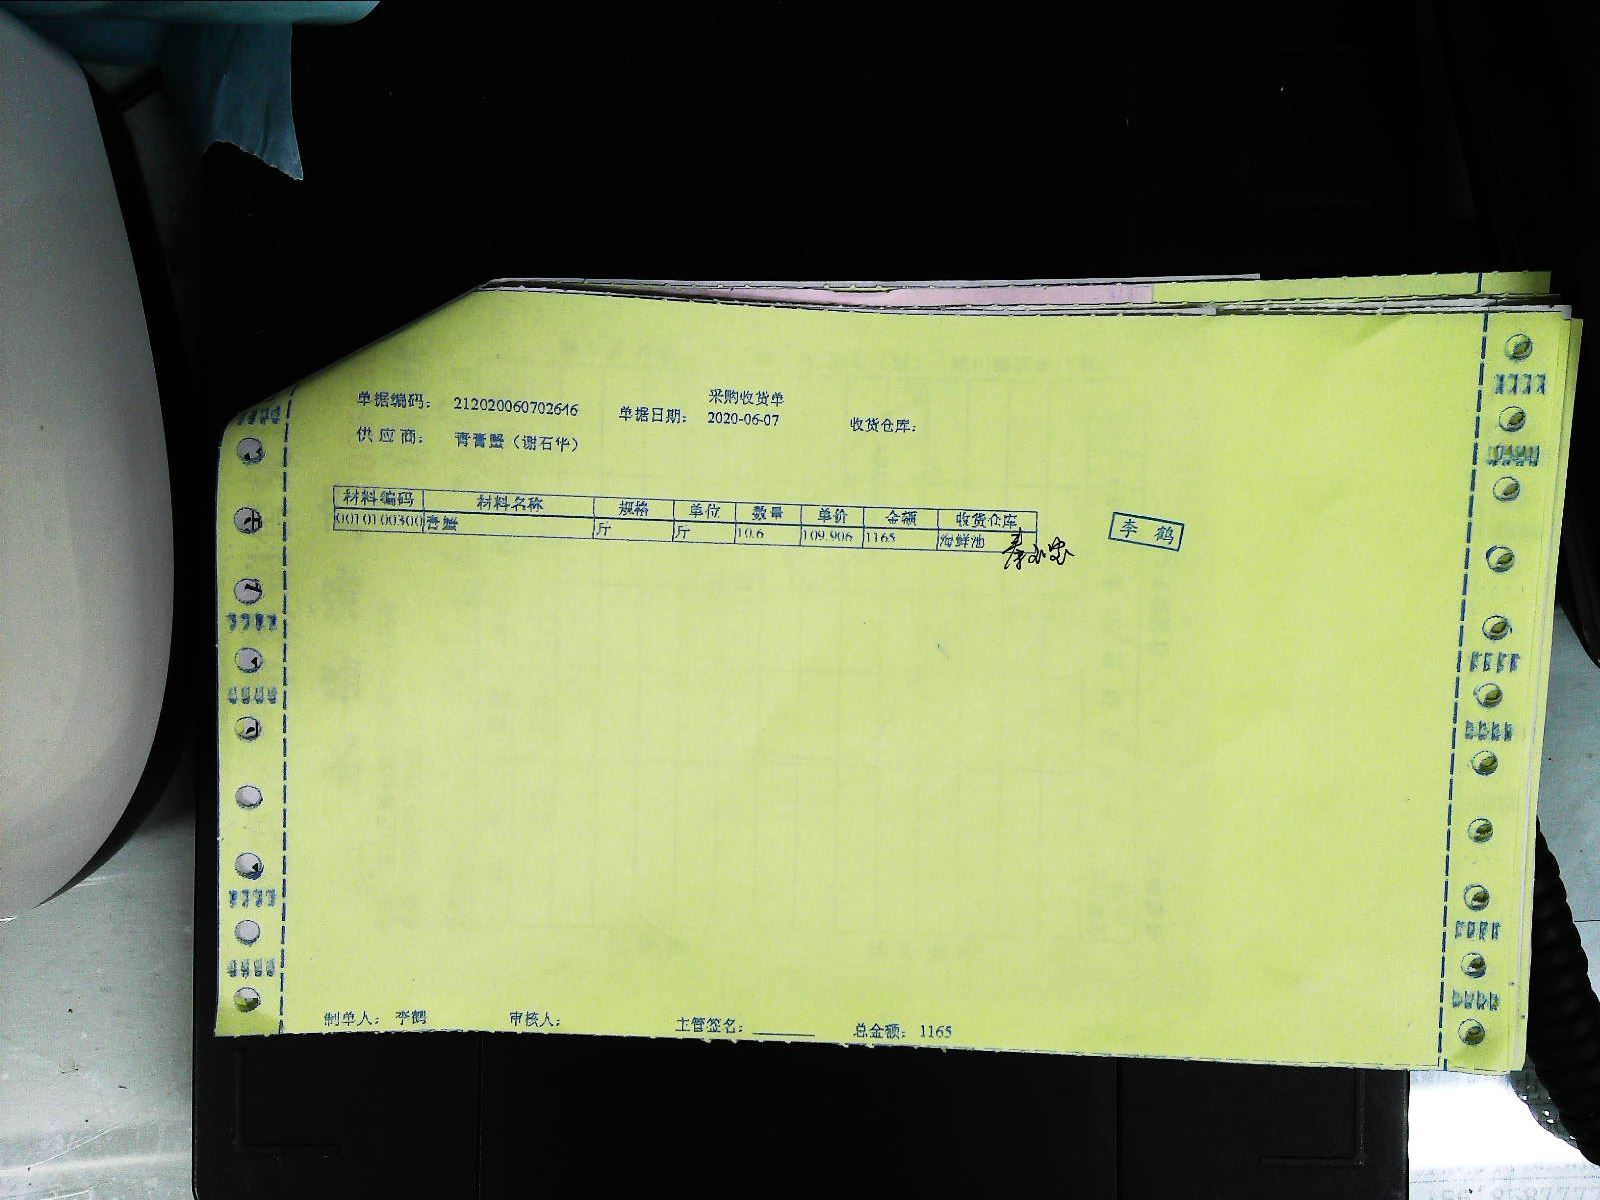 采购收货单
单据编码： 212020060702646 单据日期： 2020-06-07 收货仓库：
供应商： 青膏蟹（谢石华）
材料编码 材料名称 规格 单位 数量 单价 金额 收货仓库
0010100300 青蟹 斤 斤 10.6 109.906 1165 海鲜池
李鹤
制单人： 李鹤 审核人： 主管签名：______ 总金额： 1165